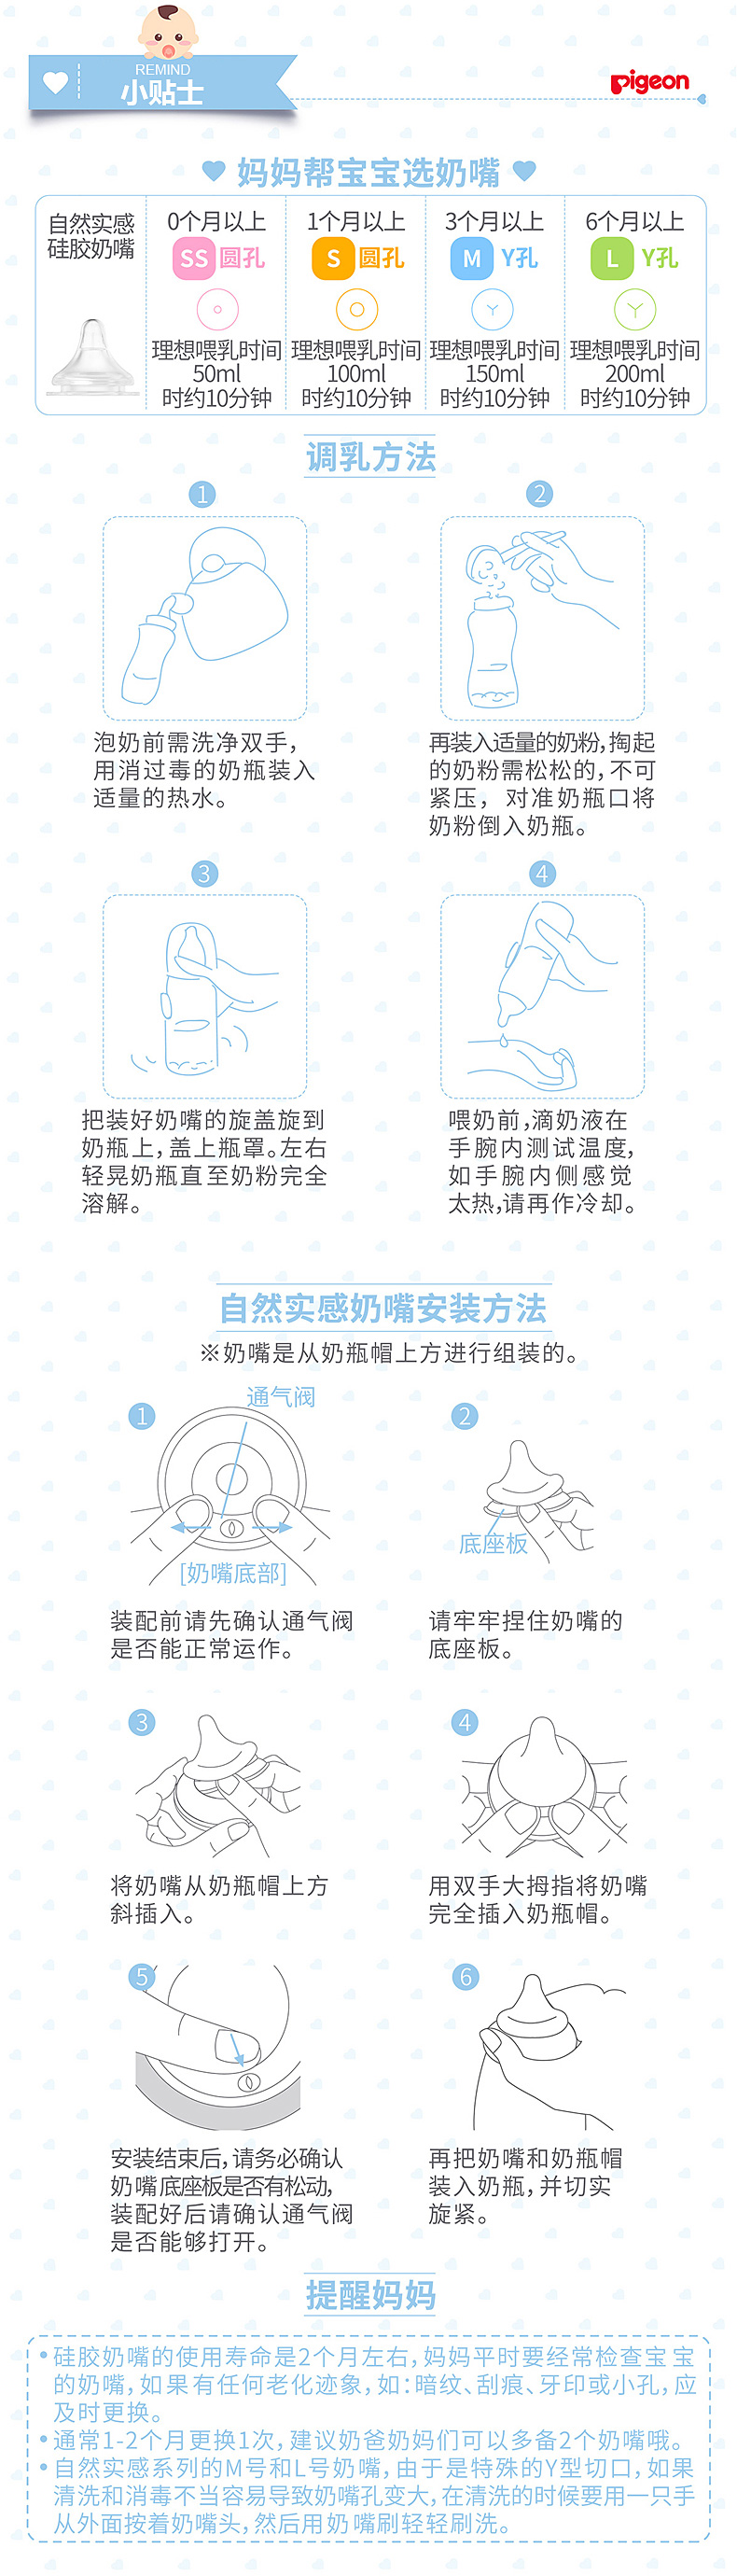 REMIND
小贴士
pigeon
妈妈帮宝宝选奶嘴
自然实感
硅胶奶嘴
0个月以上
SS 圆孔
理想喂乳时间
50ml
时约10分钟
1个月以上
S 圆孔
理想喂乳时间
100ml
时约10分钟
3个月以上
M Y孔
理想喂乳时间
150ml
时约10分钟
6个月以上
L Y孔
理想喂乳时间
200ml
时约10分钟
调乳方法
1
泡奶前需洗净双手,
用消过毒的奶瓶装入
适量的热水。
2
再装入适量的奶粉,掏起
的奶粉需松松的,不可
紧压, 对准奶瓶口将
奶粉倒入奶瓶。
3
把装好奶嘴的旋盖旋到
奶瓶上,盖上瓶罩。左右
轻晃奶瓶直至奶粉完全
溶解。
4
喂奶前,滴奶液在
手腕内测试温度,
如手腕内侧感觉
太热,请再作冷却。
自然实感奶嘴安装方法
※奶嘴是从奶瓶帽上方进行组装的。
1
通气阀
[奶嘴底部]
装配前请先确认通气阀
是否能正常运作。
2
底座板
请牢牢捏住奶嘴的
底座板。
3
将奶嘴从奶瓶帽上方
斜插入。
4
用双手大拇指将奶嘴
完全插入奶瓶帽。
5
安装结束后,请务必确认
奶嘴底座板是否有松动,
装配好后请确认通气阀
是否能够打开。
6
再把奶嘴和奶瓶帽
装入奶瓶,并切实
旋紧。
提醒妈妈
•硅胶奶嘴的使用寿命是2个月左右,妈妈平时要经常检查宝宝
的奶嘴,如果有任何老化迹象,如:暗纹、刮痕、牙印或小孔,应
及时更换。
•通常1-2个月更换1次,建议奶爸奶妈们可以多备2个奶嘴哦。
•自然实感系列的M号和L号奶嘴,由于是特殊的Y型切口,如果
清洗和消毒不当容易导致奶嘴孔变大,在清洗的时候要用一只手
从外面按着奶嘴头,然后用奶嘴刷轻轻刷洗。